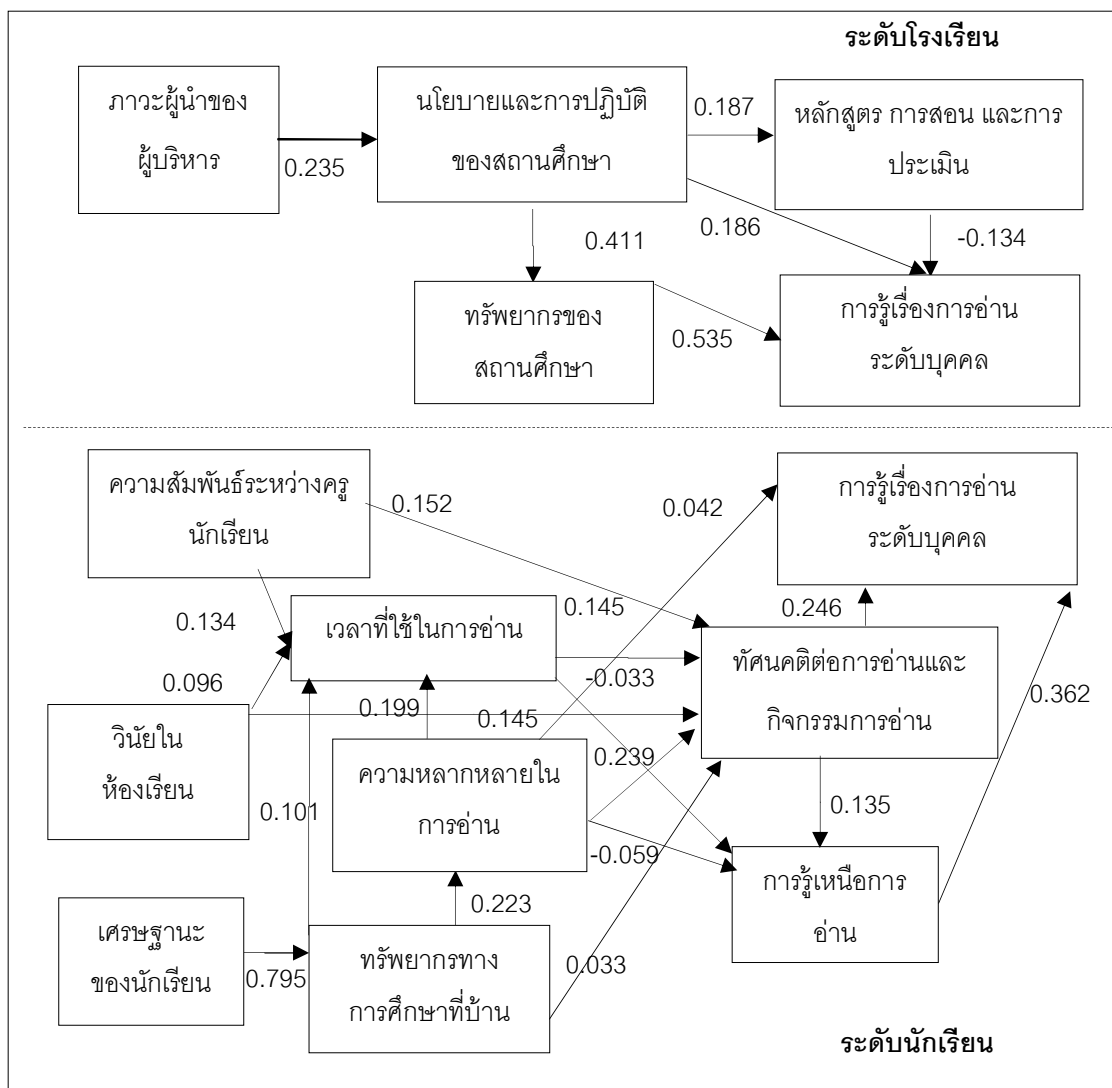 ระดับโรงเรียน
ภาวะผู้นำของ
ผู้บริหาร
0.235
นโยบายและการปฏิบัติ
ของสถานศึกษา
0.187
หลักสูตร การสอน และการ
ประเมิน
0.411
0.186
-0.134
ทรัพยากรของ
สถานศึกษา
0.535
การรู้เรื่องการอ่าน
ระดับบุคคล
ความสัมพันธ์ระหว่างครู
นักเรียน
0.152
0.042
การรู้เรื่องการอ่าน
ระดับบุคคล
0.134
เวลาที่ใช้ในการอ่าน
0.145
0.246
0.096
-0.033
ทัศนคติต่อการอ่านและ
กิจกรรมการอ่าน
0.362
วินัยใน
ห้องเรียน
0.199
0.145
0.239
ความหลากหลายใน
การอ่าน
0.101
0.135
-0.059
การรู้เหนือการ
อ่าน
0.223
เศรษฐานะ
ของนักเรียน
0.795
ทรัพยากรทาง
การศึกษาที่บ้าน
0.033
ระดับนักเรียน